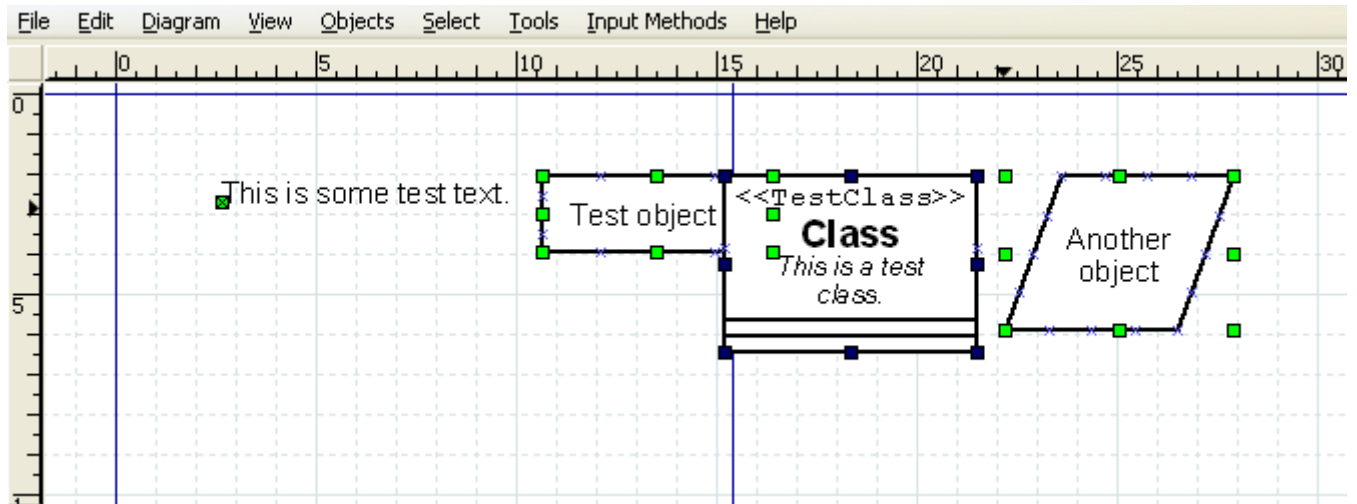 File Edit Diagram View Objects Select Tools Input Methods Help
0 5 10 15 20 25 30
0
This is some test text.
Test object
<<TestClass>>
Class
This is a test
class.
Another
object
5
1